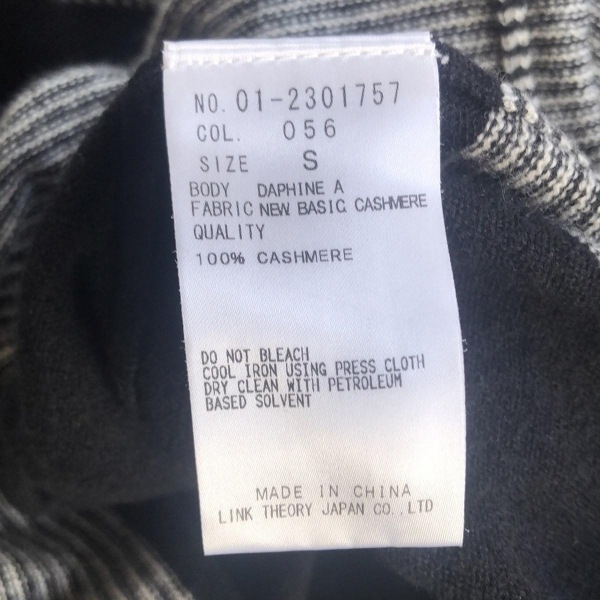 NO. 01-2301757
COL. 056
SIZE S
BODY DAPHINE A
FABRIC NEW BASIC CASHMERE
QUALITY
100% CASHMERE
DO NOT BLEACH
COOL IRON USING PRESS CLOTH
DRY CLEAN WITH PETROLEUM
BASED SOLVENT
MADE IN CHINA
LINK THEORY JAPAN CO.,LTD